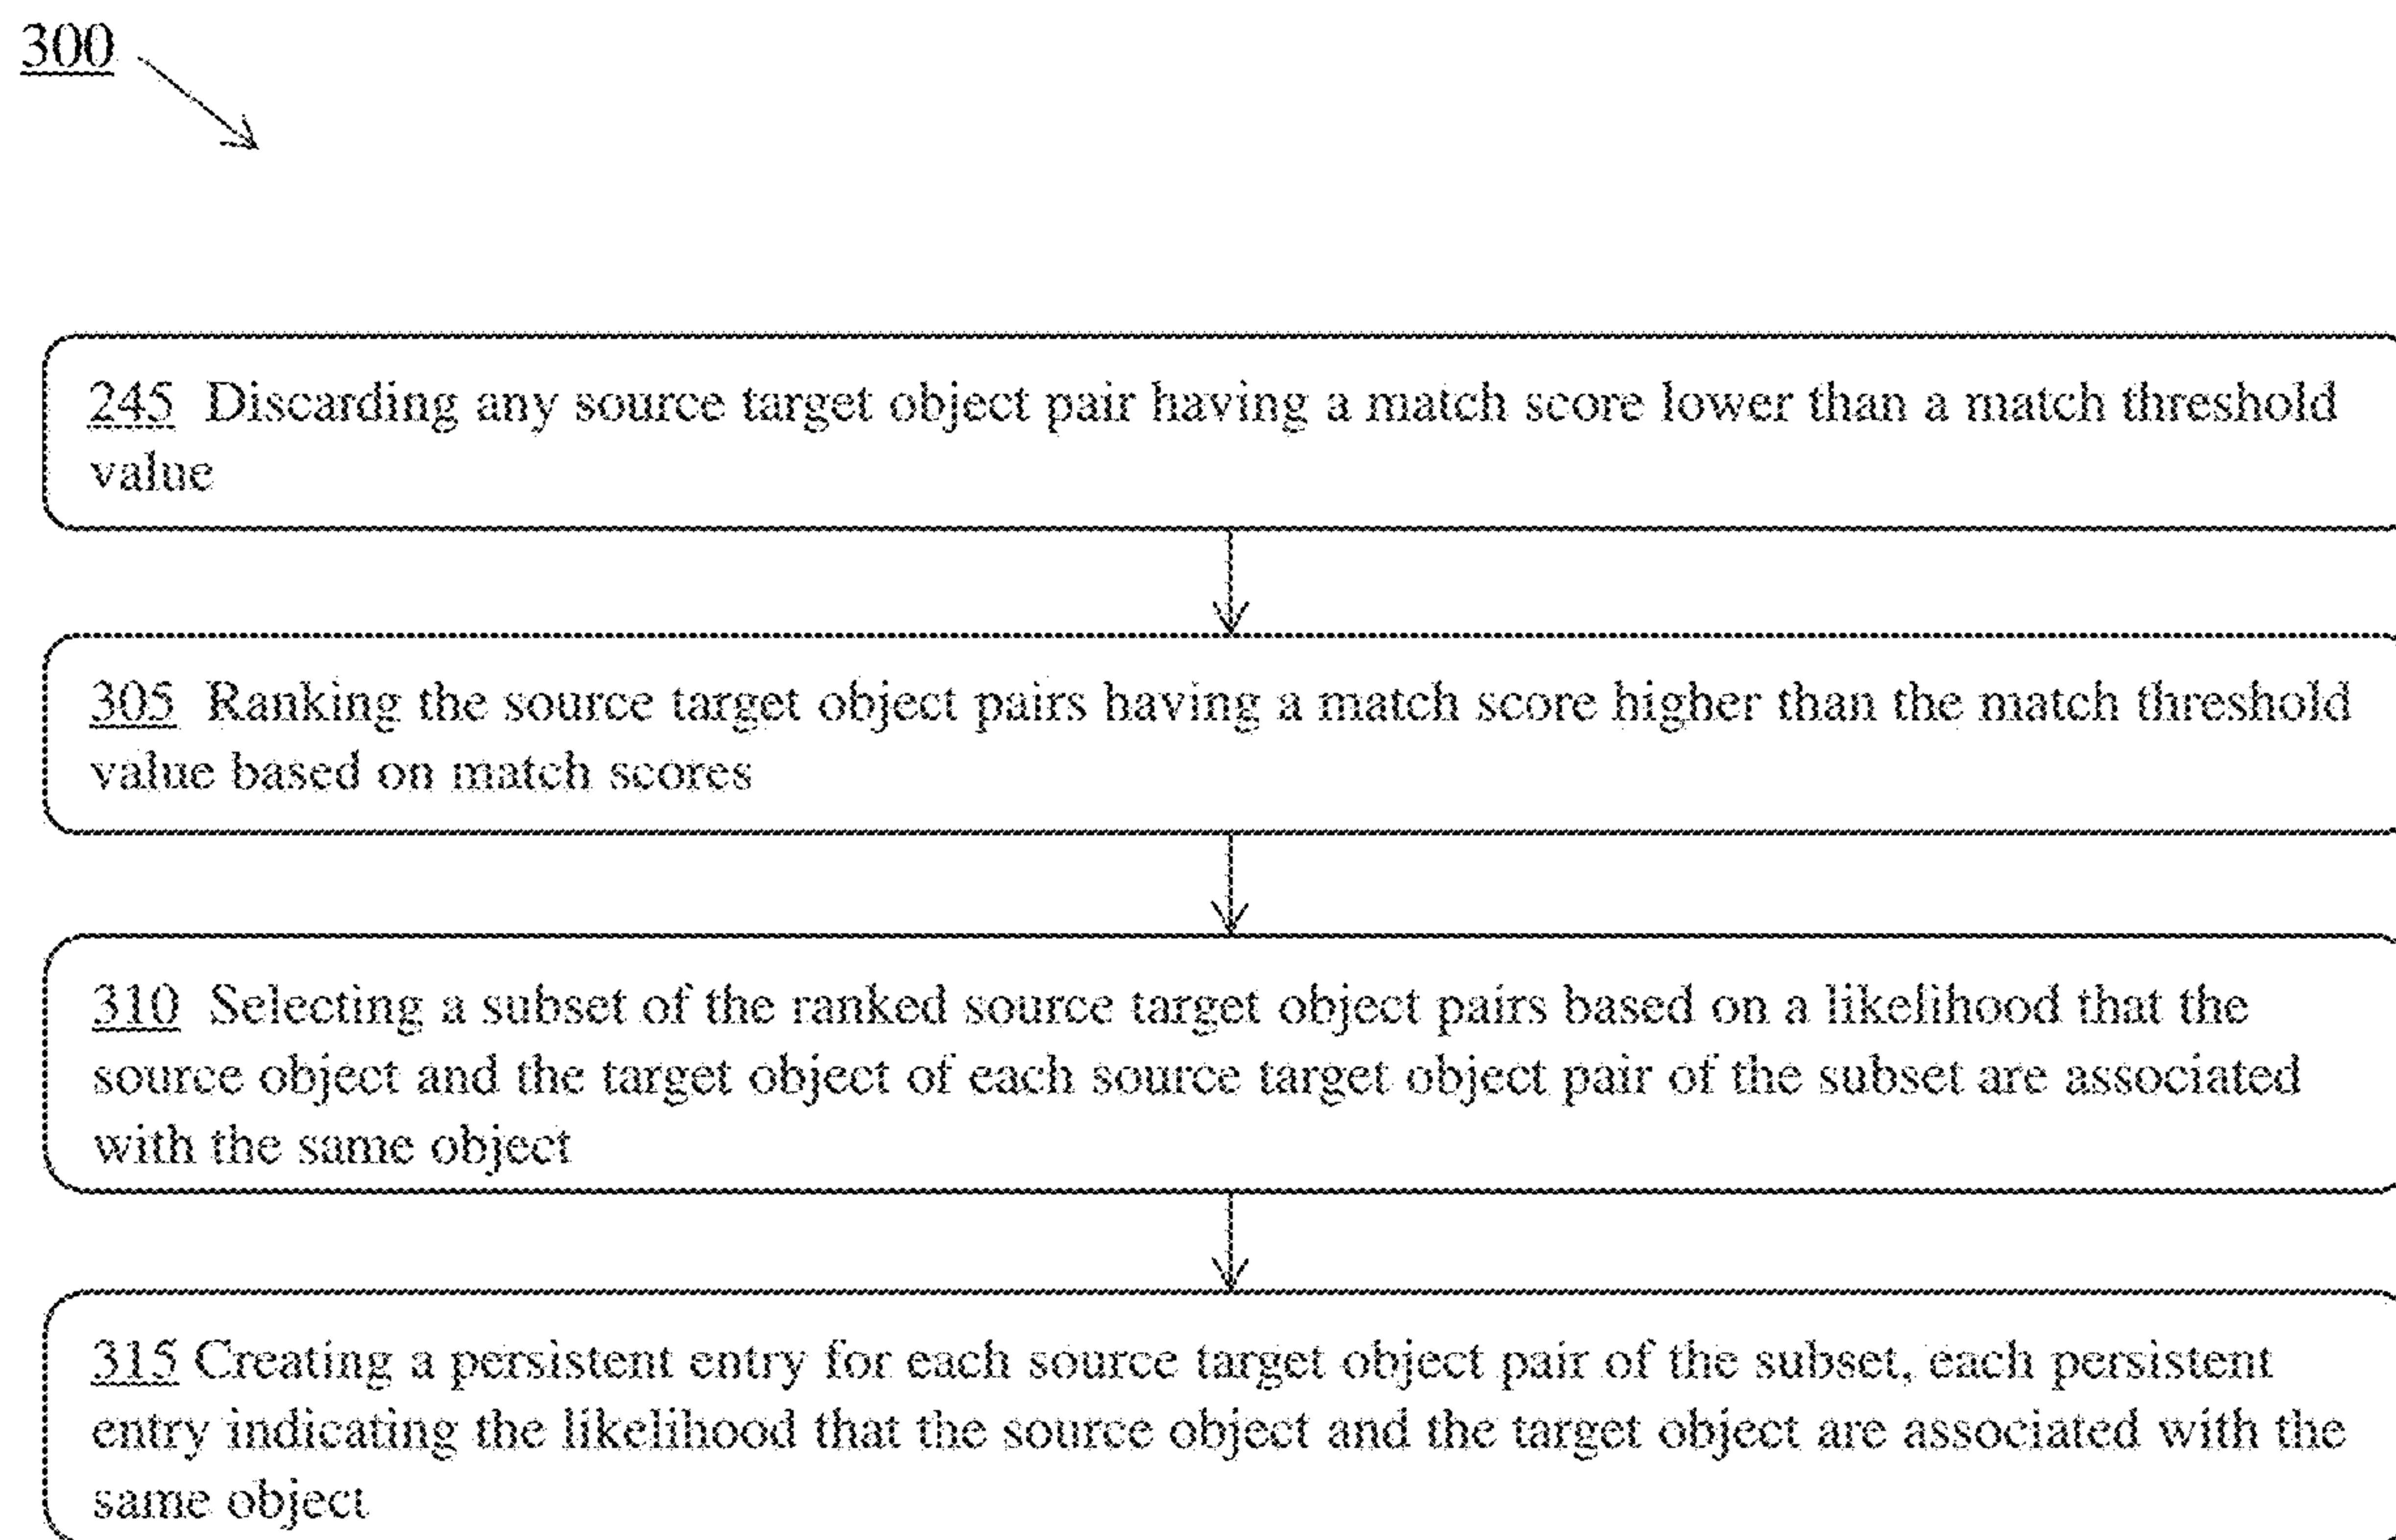 300
245 Discarding any source target object pair having a match score lower than a match threshold
value
305 Ranking the source target object pairs having a match score higher than the match threshold
value based on match scores
310 Selecting a subset of the ranked source target object pairs based on a likelihood that the
source object and the target object of each source target object pair of the subset are associated
with the same object
315 Creating a persistent entry for each source target object pair of the subset, each persistent
entry indicating the likelihood that the source object and the target object are associated with the
same object